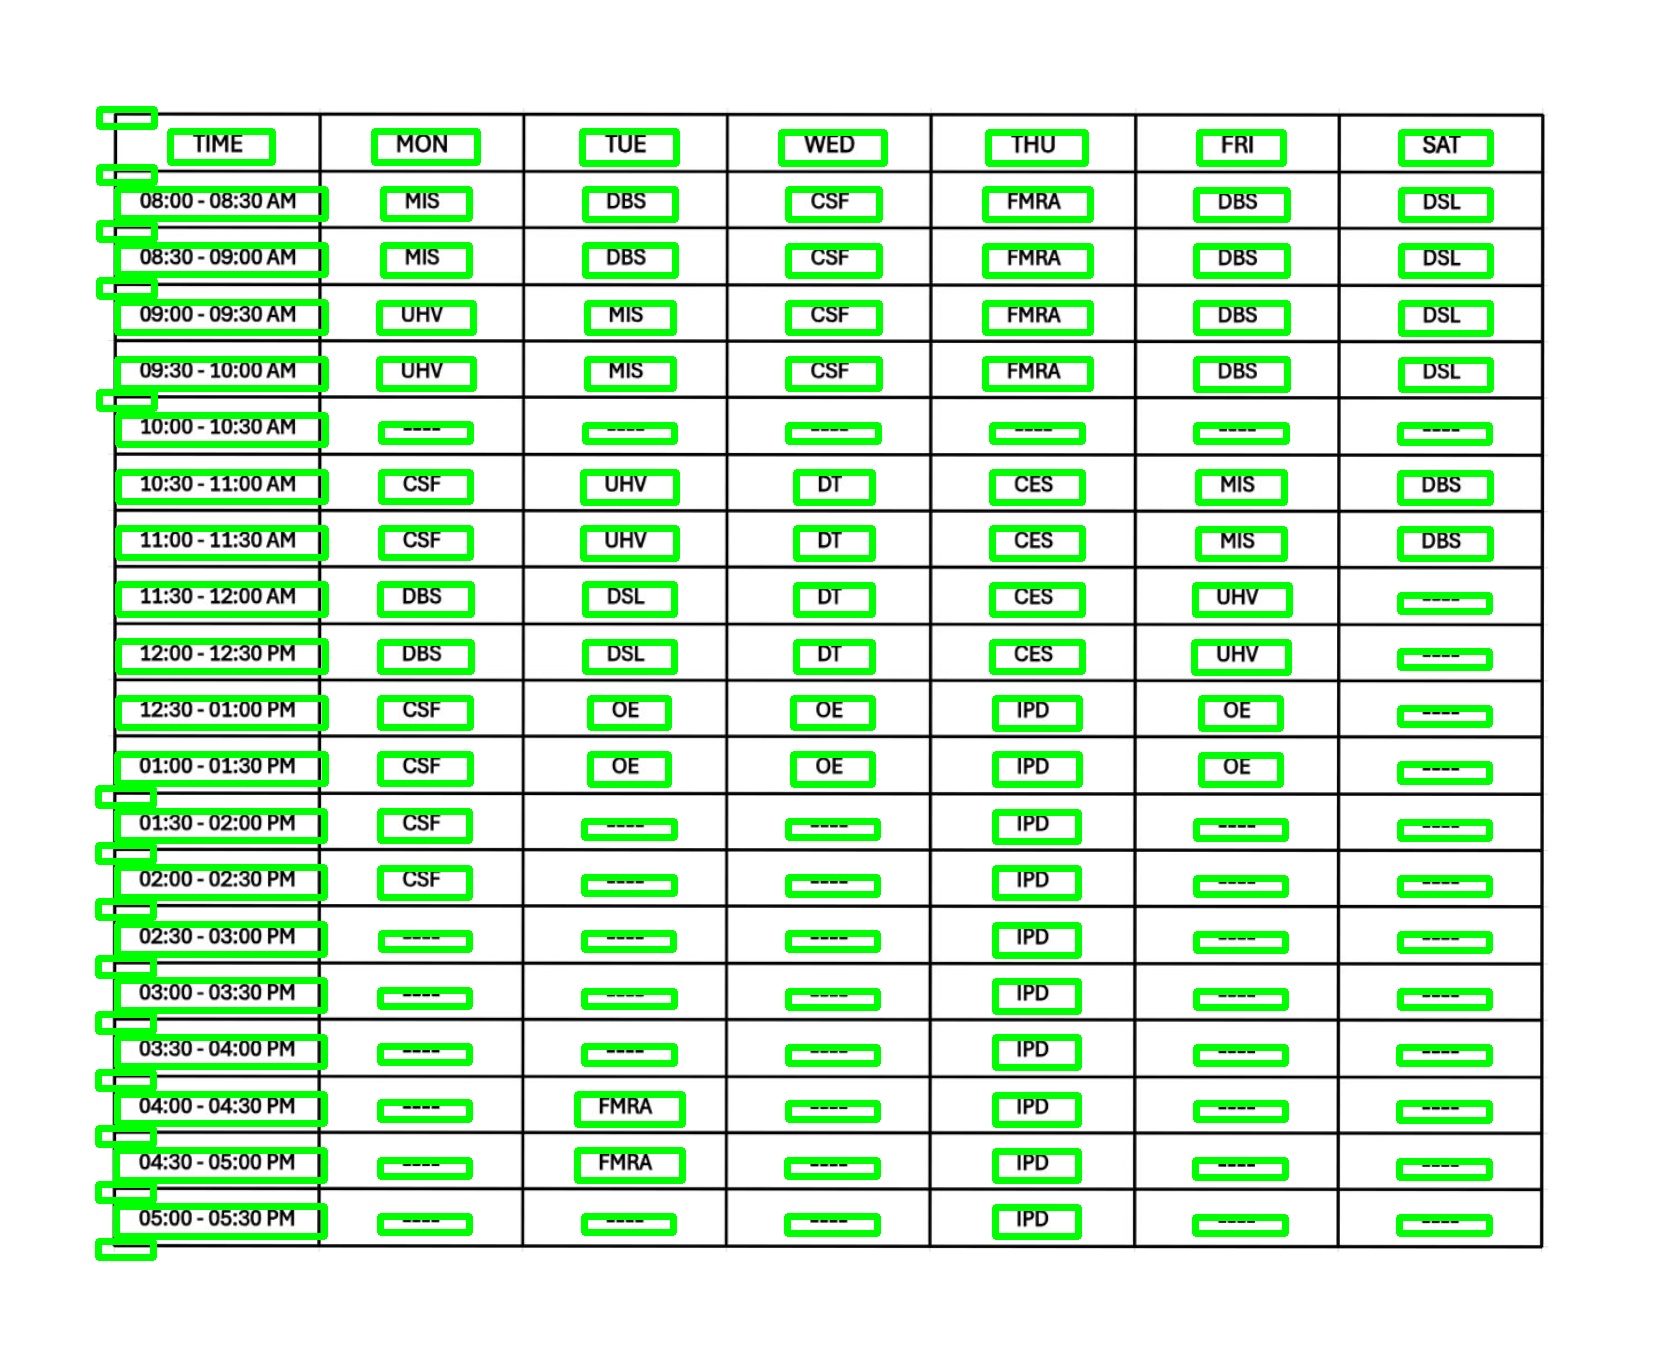 TIME MON TUE WED THU FRI SAT
08:00 - 08:30 AM MIS DBS CSF FMRA DBS DSL
08:30 - 09:00 AM MIS DBS CSF FMRA DBS DSL
09:00 - 09:30 AM UHV MIS CSF FMRA DBS DSL
09:30 - 10:00 AM UHV MIS CSF FMRA DBS DSL
10:00 - 10:30 AM ---- ---- ---- ---- ---- ----
10:30 - 11:00 AM CSF UHV DT CES MIS DBS
11:00 - 11:30 AM CSF UHV DT CES MIS DBS
11:30 - 12:00 AM DBS DSL DT CES UHV ----
12:00 - 12:30 PM DBS DSL DT CES UHV ----
12:30 - 01:00 PM CSF OE OE IPD OE ----
01:00 - 01:30 PM CSF OE OE IPD OE ----
01:30 - 02:00 PM CSF ---- ---- IPD ---- ----
02:00 - 02:30 PM CSF ---- ---- IPD ---- ----
02:30 - 03:00 PM ---- ---- ---- IPD ---- ----
03:00 - 03:30 PM ---- ---- ---- IPD ---- ----
03:30 - 04:00 PM ---- ---- ---- IPD ---- ----
04:00 - 04:30 PM ---- FMRA ---- IPD ---- ----
04:30 - 05:00 PM ---- FMRA ---- IPD ---- ----
05:00 - 05:30 PM ---- ---- ---- IPD ---- ----